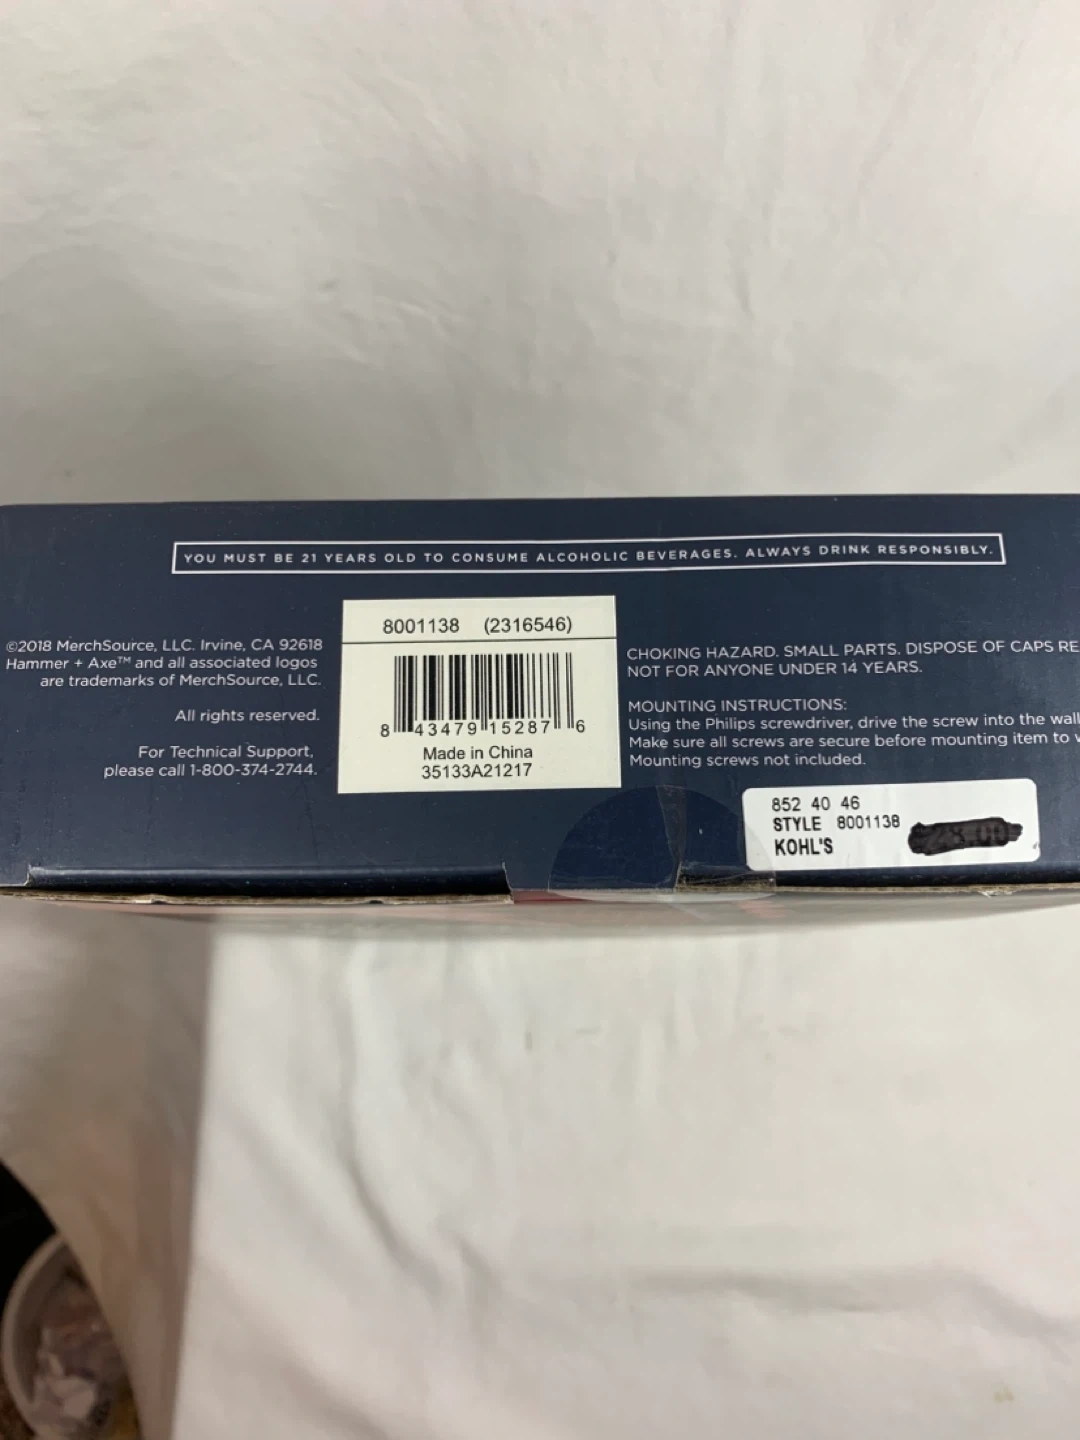 YOU MUST BE 21 YEARS OLD TO CONSUME ALCOHOLIC BEVERAGES. ALWAYS DRINK RESPONSIBLY.
©2018 MerchSource, LLC. Irvine, CA 92618
Hammer + Axe™ and all associated logos
are trademarks of MerchSource, LLC.
All rights reserved.
For Technical Support,
please call 1-800-374-2744.
8001138 (2316546)
8 43479 15287 6
Made in China
35133A21217
CHOKING HAZARD. SMALL PARTS. DISPOSE OF CAPS RE
NOT FOR ANYONE UNDER 14 YEARS.
MOUNTING INSTRUCTIONS:
Using the Philips screwdriver, drive the screw into the wall
Make sure all screws are secure before mounting item to
Mounting screws not included.
852 40 46
STYLE 8001138
KOHL'S